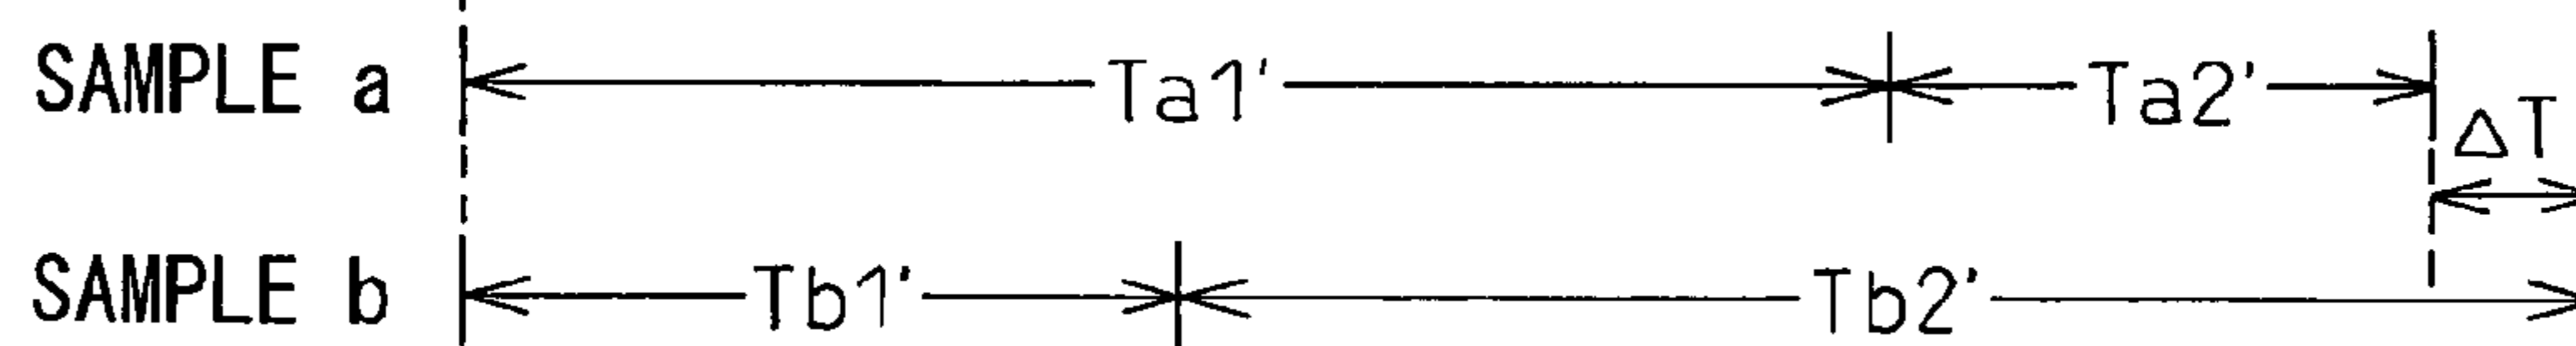 SAMPLE a Ta1' Ta2'
ΔT
SAMPLE b Tb1' Tb2'